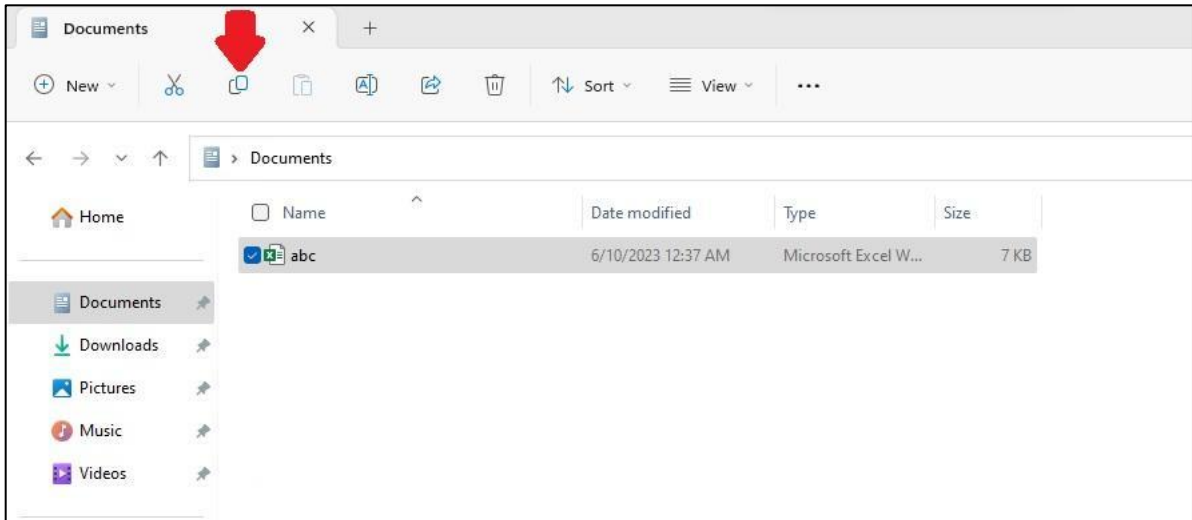 Documents
New
Sort
View
Documents
Home
Name
Date modified
Type
Size
abc
6/10/2023 12:37 AM
Microsoft Excel W...
7 KB
Documents
Downloads
Pictures
Music
Videos